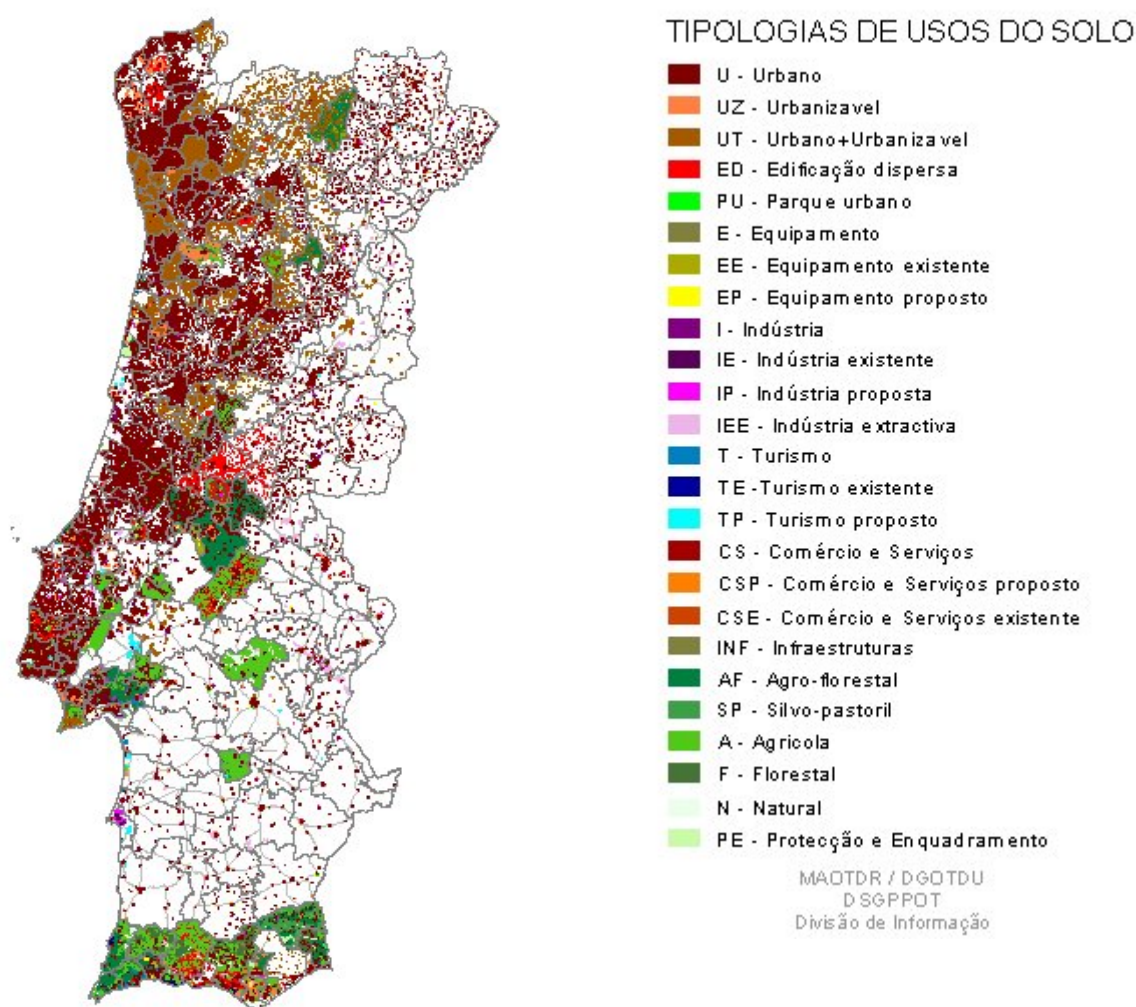 TIPOLOGIAS DE USOS DO SOLO
U - Urbano
UZ - Urbanizavel
UT - Urbano+Urbanizavel
ED - Edificação dispersa
PU - Parque urbano
E - Equipamento
EE - Equipamento existente
EP - Equipamento proposto
I - Indústria
IE - Indústria existente
IP - Indústria proposta
IEE - Indústria extractiva
T - Turismo
TE -Turismo existente
TP - Turismo proposto
CS - Comércio e Serviços
CSP - Comércio e Serviços proposto
CSE - Comércio e Serviços existente
INF - Infraestruturas
AF - Agro-florestal
SP - Silvo-pastoril
A - Agricola
F - Florestal
N - Natural
PE - Protecção e Enquadramento
MAOTDR / DGOTDU
DSGPPOT
Divisão de Informação